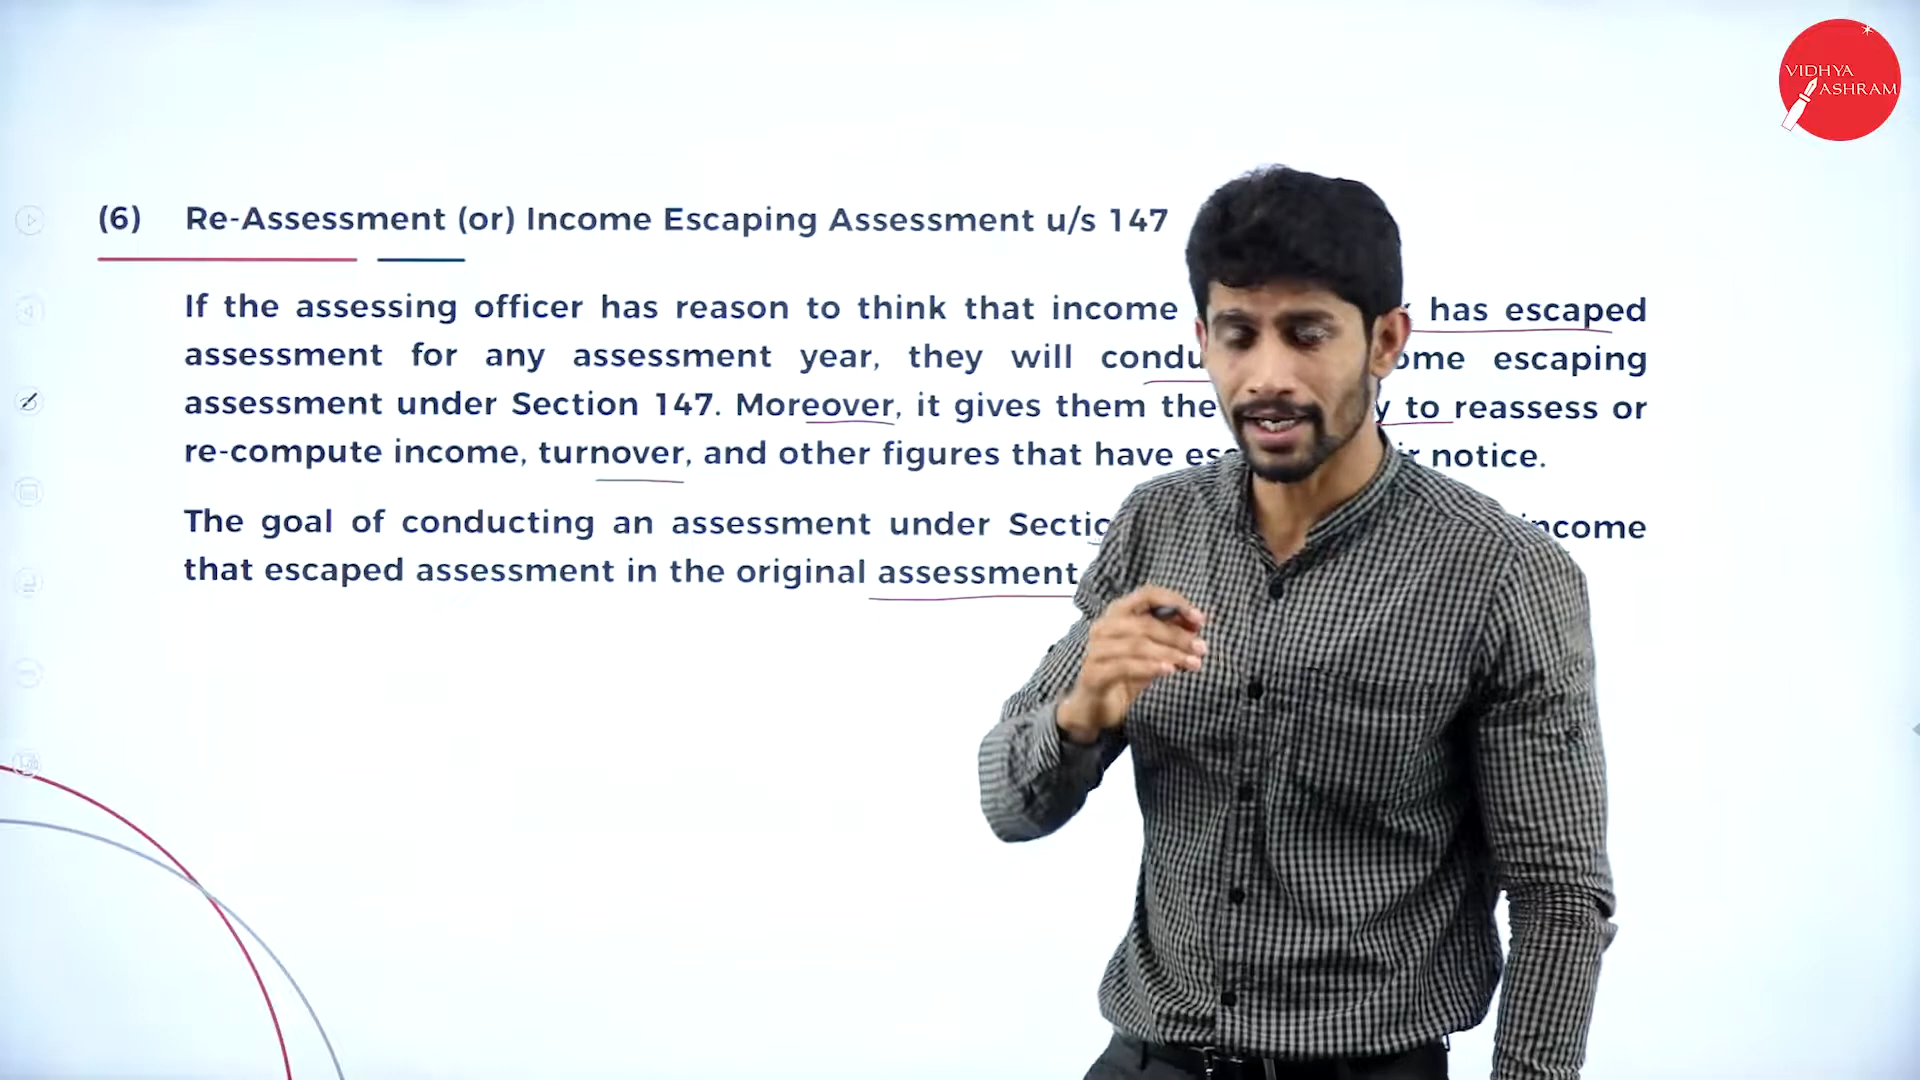 VIDHYA
ASHRAM
(6) Re-Assessment (or) Income Escaping Assessment u/s 147
If the assessing officer has reason to think that income has escaped
assessment for any assessment year, they will escaping
assessment under Section 147. Moreover, it gives them the to reassess or
re-compute income, turnover, and other figures that have notice.
The goal of conducting an assessment under income
that escaped assessment in the original assessment